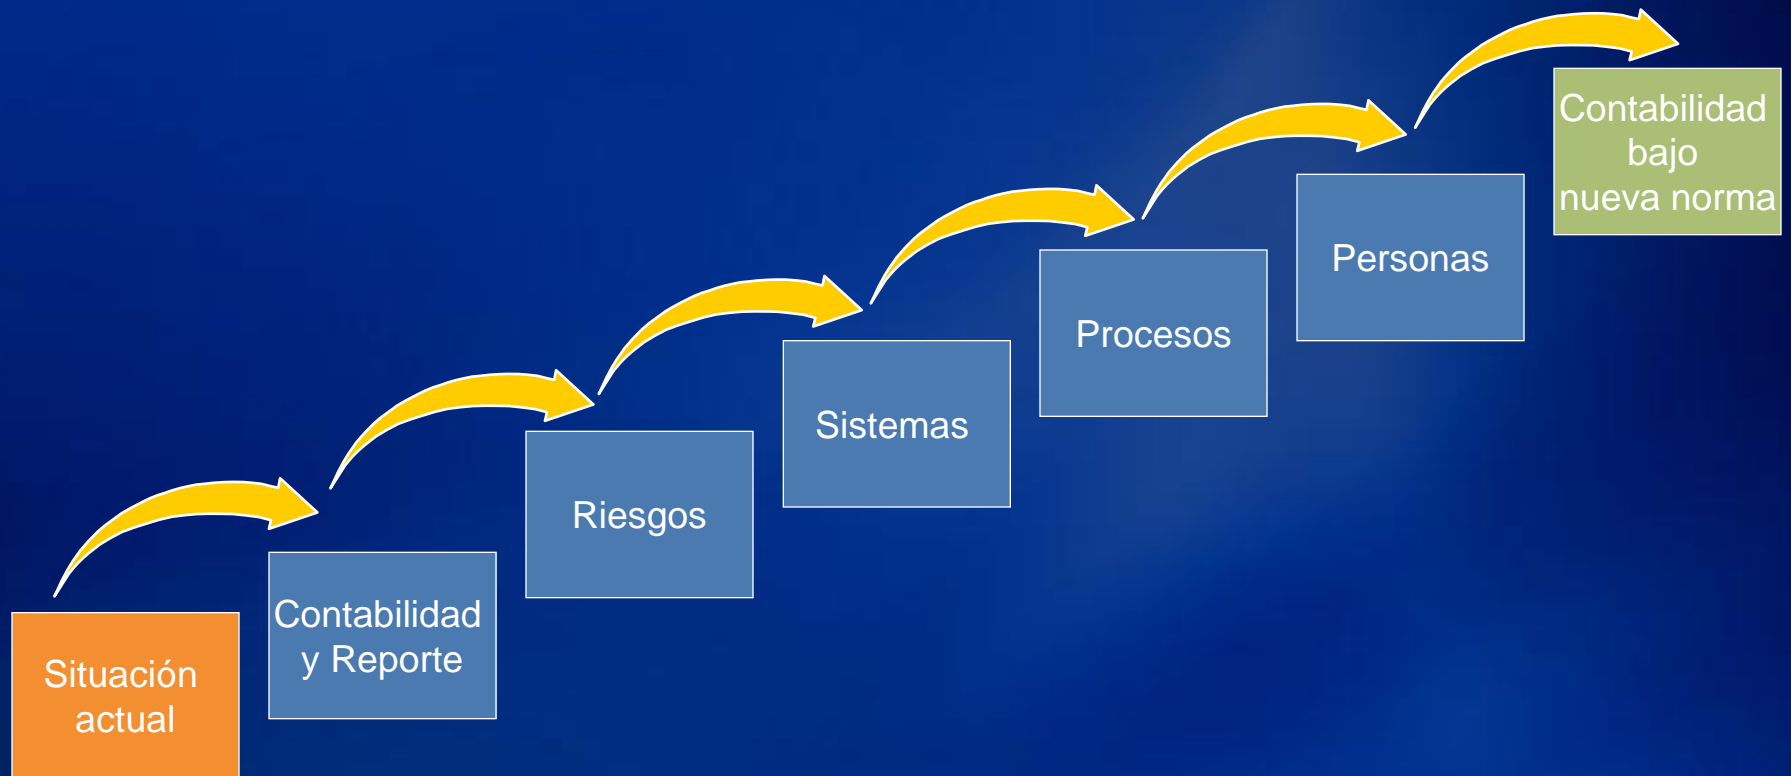 Situación
actual
Contabilidad
y Reporte
Riesgos
Sistemas
Procesos
Personas
Contabilidad
bajo
nueva norma